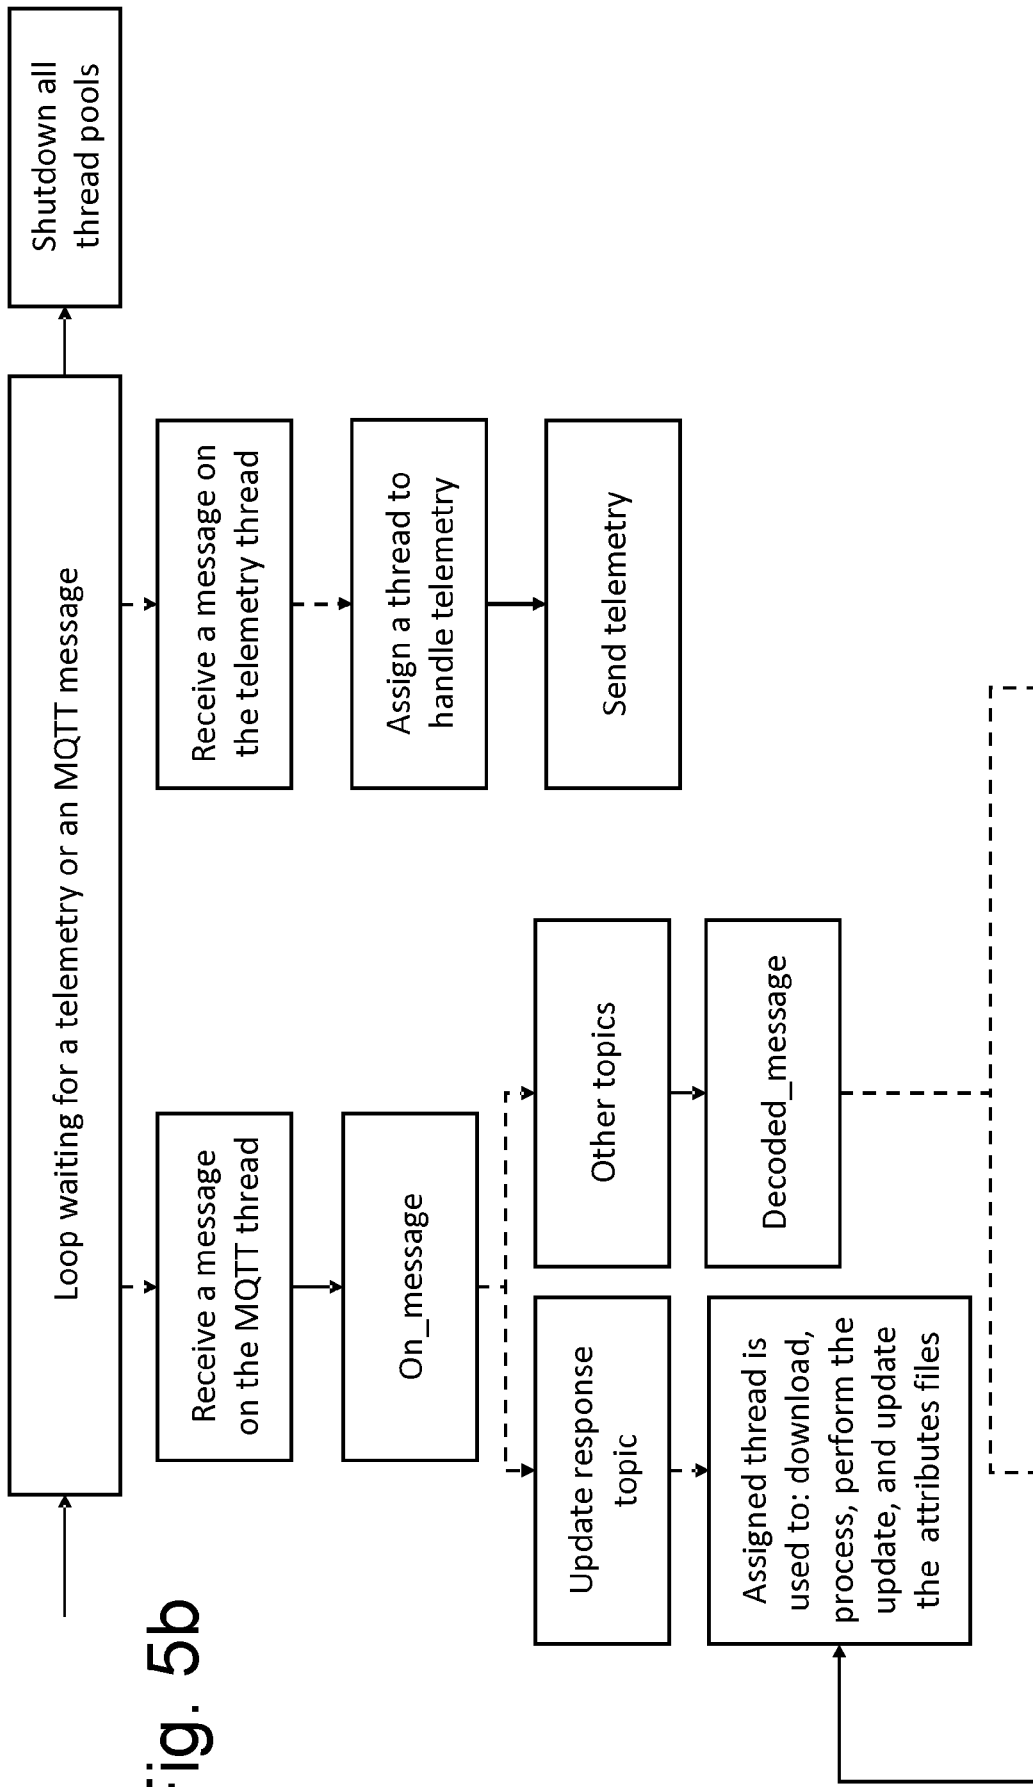 Loop waiting for a telemetry or an MQTT message
Shutdown all
thread pools
Receive a message
on the MQTT thread
Receive a message on
the telemetry thread
On_message
Assign a thread to
handle telemetry
Update response
topic
Other topics
Send telemetry
Assigned thread is
used to: download,
process, perform the
update, and update
the attributes files
Decoded_message
Fig. 5b